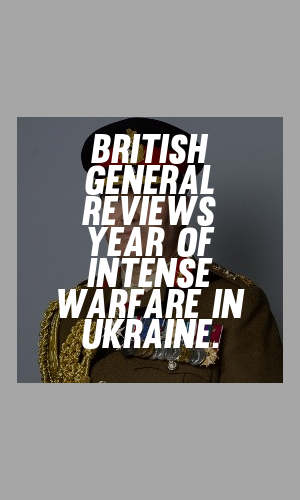 BRITISH
GENERAL
REVIEWS
YEAR OF
INTENSE
WARFARE IN
UKRAINE.